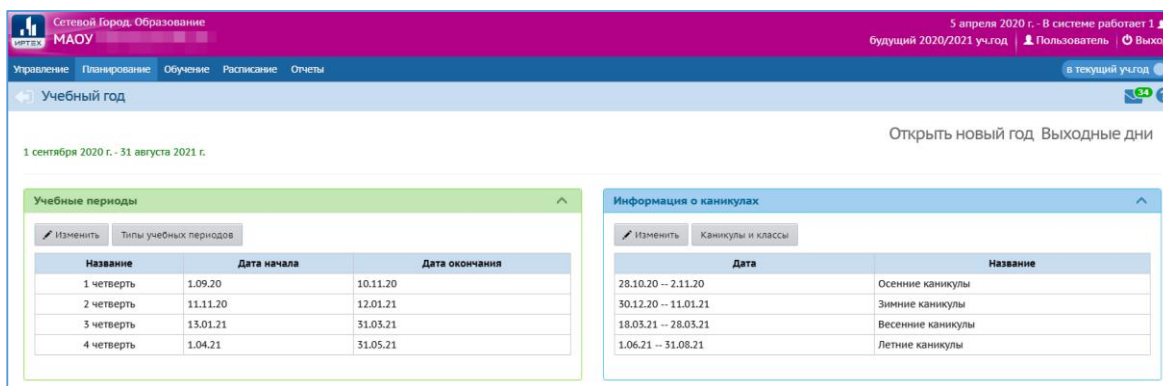 Сетевой Город. Образование
5 апреля 2020 г. - В системе работает 1
ИРТЕХ
МАОУ
будущий 2020/2021 уч.год Пользователь Выхо
Управление Планирование Обучение Расписание Отчеты в текущий уч.год
Учебный год 34
Открыть новый год Выходные дни
1 сентября 2020 г. - 31 августа 2021 г.
Учебные периоды
Изменить Типы учебных периодов
Название Дата начала Дата окончания
1 четверть 1.09.20 10.11.20
2 четверть 11.11.20 12.01.21
3 четверть 13.01.21 31.03.21
4 четверть 1.04.21 31.05.21
Информация о каникулах
Изменить Каникулы и классы
Дата Название
28.10.20 -- 2.11.20 Осенние каникулы
30.12.20 -- 11.01.21 Зимние каникулы
18.03.21 -- 28.03.21 Весенние каникулы
1.06.21 -- 31.08.21 Летние каникулы